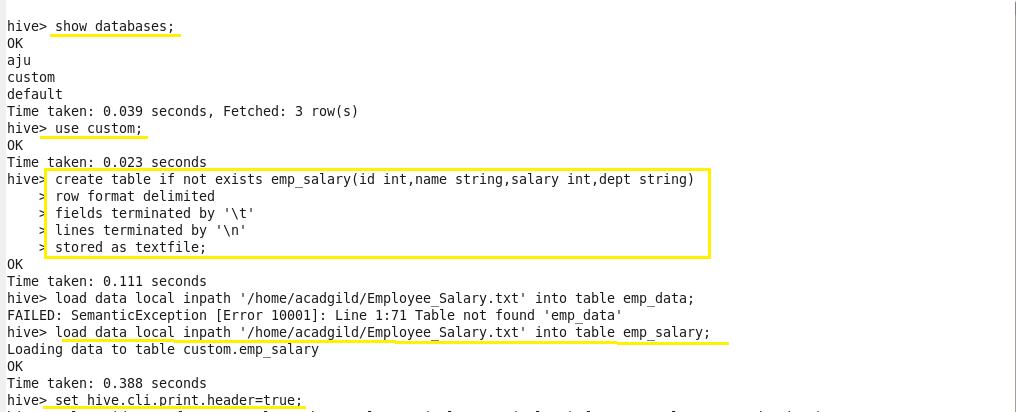 hive> show databases;
OK
aju
custom
default
Time taken: 0.039 seconds, Fetched: 3 row(s)
hive> use custom;
OK
Time taken: 0.023 seconds
hive> create table if not exists emp_salary(id int,name string,salary int,dept string)
    > row format delimited
    > fields terminated by '\t'
    > lines terminated by '\n'
    > stored as textfile;
OK
Time taken: 0.111 seconds
hive> load data local inpath '/home/acadgild/Employee_Salary.txt' into table emp_data;
FAILED: SemanticException [Error 10001]: Line 1:71 Table not found 'emp_data'
hive> load data local inpath '/home/acadgild/Employee_Salary.txt' into table emp_salary;
Loading data to table custom.emp_salary
OK
Time taken: 0.388 seconds
hive> set hive.cli.print.header=true;